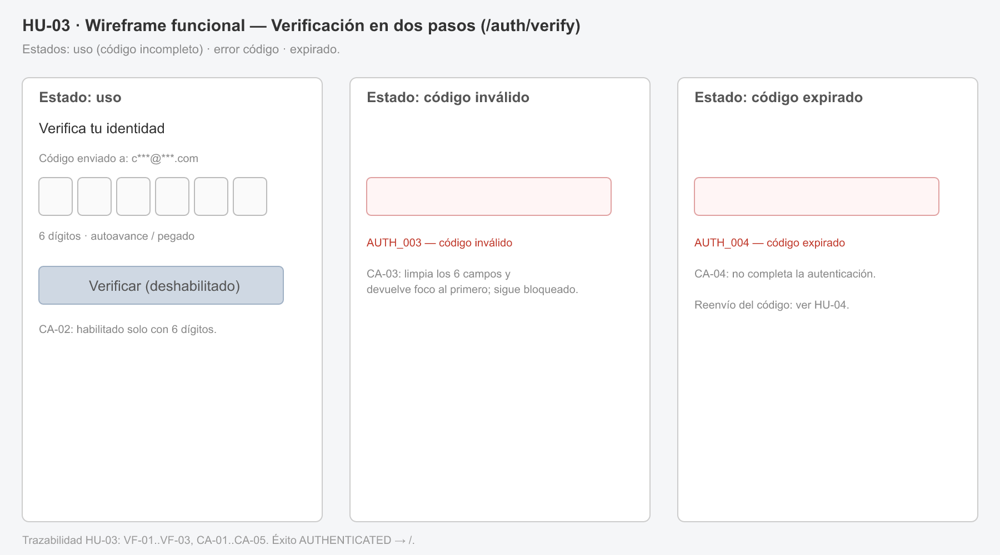 HU-03 · Wireframe funcional — Verificación en dos pasos (/auth/verify)
Estados: uso (código incompleto) · error código · expirado.
Estado: uso
Verifica tu identidad
Código enviado a: c***@***.com
6 dígitos · autoavance / pegado
Verificar (deshabilitado)
CA-02: habilitado solo con 6 dígitos.
Estado: código inválido
AUTH_003 — código inválido
CA-03: limpia los 6 campos y
devuelve foco al primero; sigue bloqueado.
Estado: código expirado
AUTH_004 — código expirado
CA-04: no completa la autenticación.
Reenvío del código: ver HU-04.
Trazabilidad HU-03: VF-01..VF-03, CA-01..CA-05. Éxito AUTHENTICATED → /.